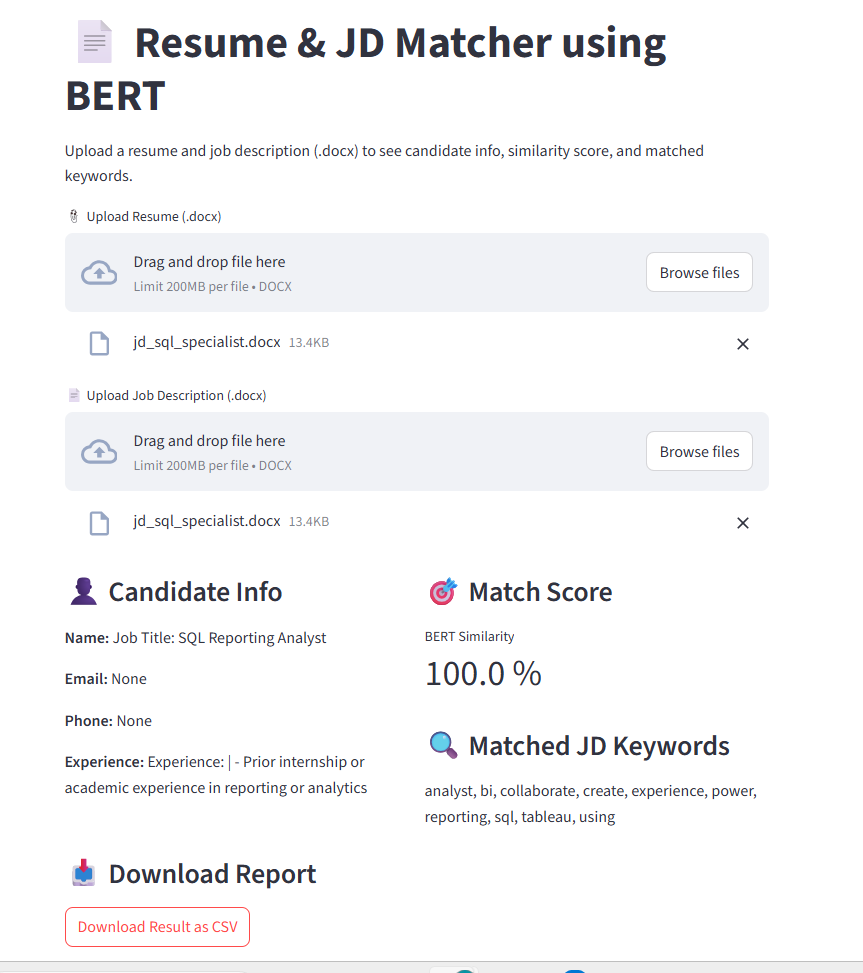 Resume & JD Matcher using
BERT
Upload a resume and job description (.docx) to see candidate info, similarity score, and matched
keywords.
Upload Resume (.docx)
Drag and drop file here
Limit 200MB per file • DOCX
Browse files
jd_sql_specialist.docx 13.4KB
Upload Job Description (.docx)
Drag and drop file here
Limit 200MB per file • DOCX
Browse files
jd_sql_specialist.docx 13.4KB
Candidate Info
Name: Job Title: SQL Reporting Analyst
Email: None
Phone: None
Experience: Experience: | - Prior internship or
academic experience in reporting or analytics
Match Score
BERT Similarity
100.0 %
Matched JD Keywords
analyst, bi, collaborate, create, experience, power,
reporting, sql, tableau, using
Download Report
Download Result as CSV